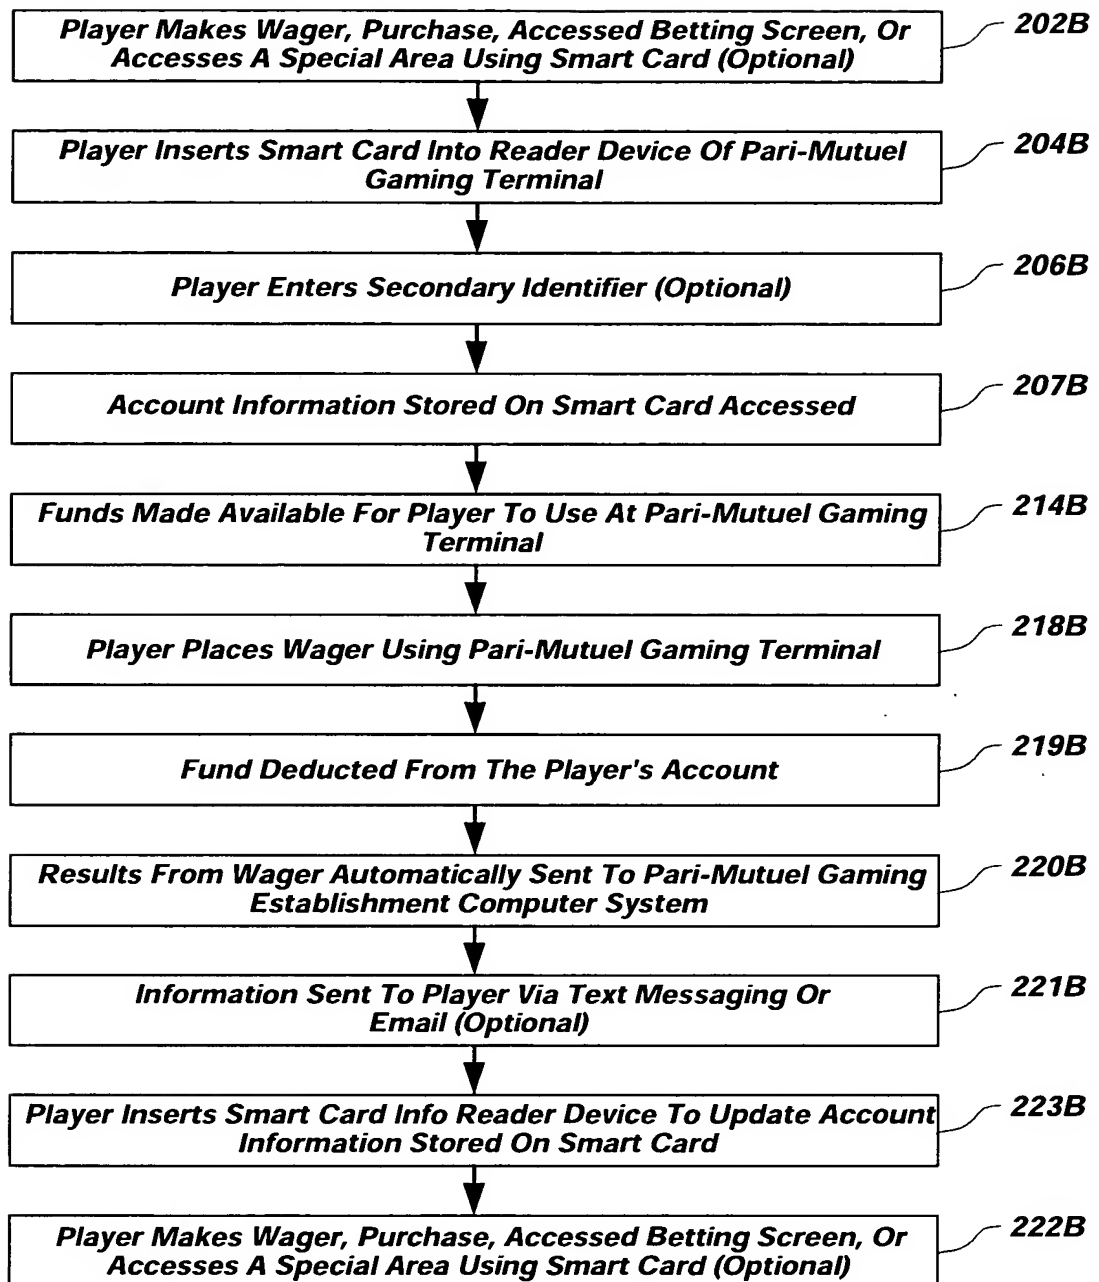 Player Makes Wager, Purchase, Accessed Betting Screen, Or
Accesses A Special Area Using Smart Card (Optional)
202B
Player Inserts Smart Card Into Reader Device Of Pari-Mutuel
Gaming Terminal
204B
Player Enters Secondary Identifier (Optional)
206B
Account Information Stored On Smart Card Accessed
207B
Funds Made Available For Player To Use At Pari-Mutuel Gaming
Terminal
214B
Player Places Wager Using Pari-Mutuel Gaming Terminal
218B
Fund Deducted From The Player's Account
219B
Results From Wager Automatically Sent To Pari-Mutuel Gaming
Establishment Computer System
220B
Information Sent To Player Via Text Messaging Or
Email (Optional)
221B
Player Inserts Smart Card Info Reader Device To Update Account
Information Stored On Smart Card
223B
Player Makes Wager, Purchase, Accessed Betting Screen, Or
Accesses A Special Area Using Smart Card (Optional)
222B